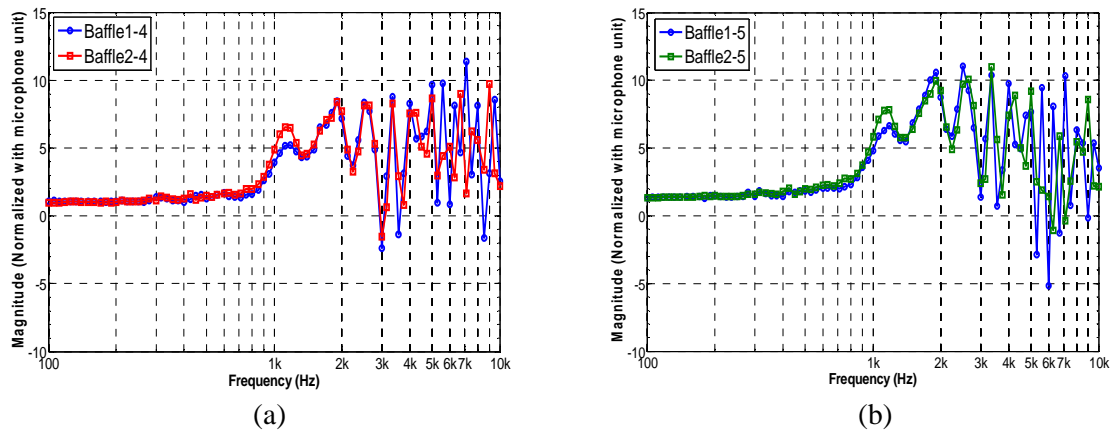 15
10
5
0
-5
-10
Magnitude (Normalized with microphone unit)
Baffle1-4
Baffle2-4
100 1k 2k 3k 4k 5k 6k 7k 10k
Frequency (Hz)
(a)
15
10
5
0
-5
-10
Magnitude (Normalized with microphone unit)
Baffle1-5
Baffle2-5
100 1k 2k 3k 4k 5k 6k 7k 10k
Frequency (Hz)
(b)